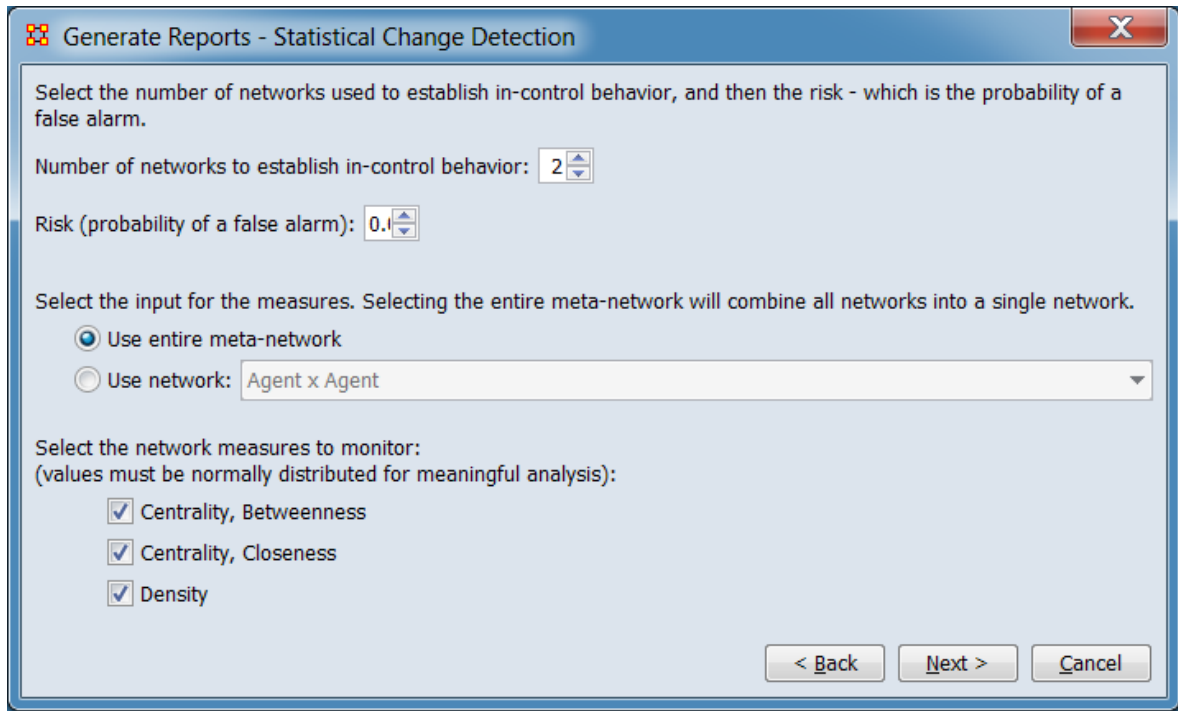 Generate Reports - Statistical Change Detection
Select the number of networks used to establish in-control behavior, and then the risk - which is the probability of a
false alarm.
Number of networks to establish in-control behavior: 2
Risk (probability of a false alarm): 0.
Select the input for the measures. Selecting the entire meta-network will combine all networks into a single network.
Use entire meta-network
Use network: Agent x Agent
Select the network measures to monitor:
(values must be normally distributed for meaningful analysis):
Centrality, Betweenness
Centrality, Closeness
Density
< Back Next > Cancel